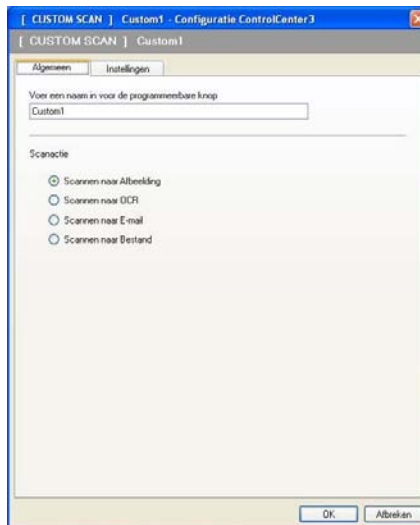 [ CUSTOM SCAN ] Custom1 - Configuratie ControlCenter3
[ CUSTOM SCAN ] Custom1
Algemeen Instellingen
Voer een naam in voor de programmeerbare knop
Custom1
Scanactie
Scannen naar Afbeelding
Scannen naar OCR
Scannen naar E-mail
Scannen naar Bestand
OK Afbreken